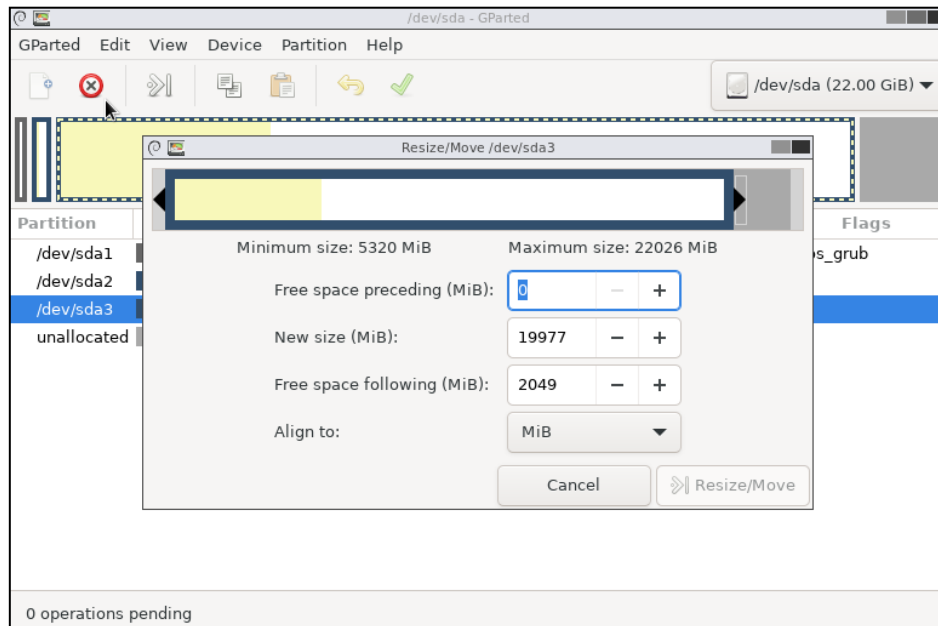 /dev/sda - GParted
GParted Edit View Device Partition Help
/dev/sda (22.00 GiB)
Resize/Move /dev/sda3
Partition
Flags
Minimum size: 5320 MiB
Maximum size: 22026 MiB
/dev/sda1
os_grub
/dev/sda2
/dev/sda3
unallocated
Free space preceding (MiB): 0 − +
New size (MiB): 19977 − +
Free space following (MiB): 2049 − +
Align to: MiB
Cancel
Resize/Move
0 operations pending